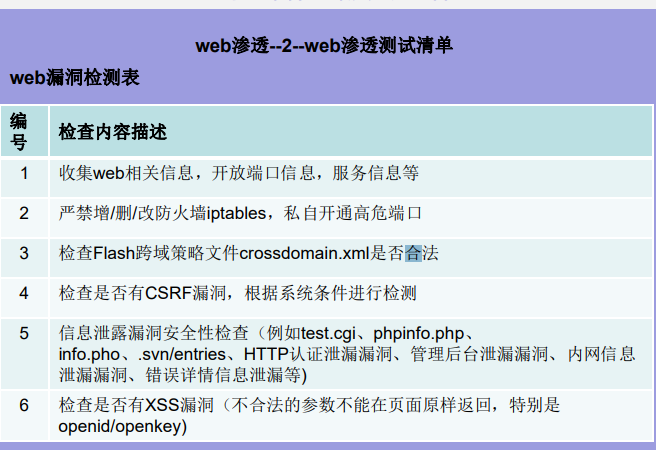 web渗透--2--web渗透测试清单
web漏洞检测表
编号 检查内容描述
1 收集web相关信息，开放端口信息，服务信息等
2 严禁增/删/改防火墙iptables，私自开通高危端口
3 检查Flash跨域策略文件crossdomain.xml是否合法
4 检查是否有CSRF漏洞，根据系统条件进行检测
5 信息泄露漏洞安全性检查（例如test.cgi、phpinfo.php、
info.pho、.svn/entries、HTTP认证泄漏漏洞、管理后台泄漏漏洞、内网信息
泄漏漏洞、错误详情信息泄漏等)
6 检查是否有XSS漏洞（不合法的参数不能在页面原样返回，特别是
openid/openkey)